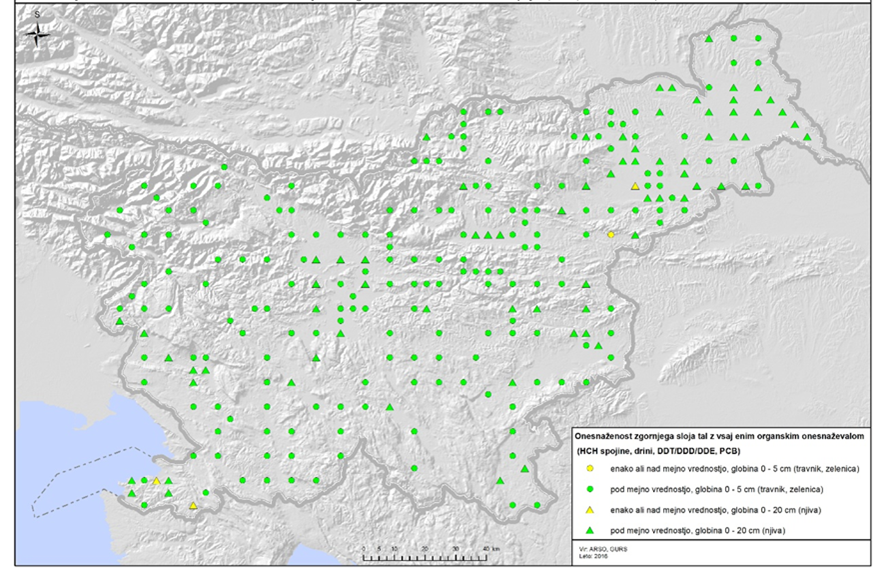 S
Onesnaženost zgornjega sloja tal z vsaj enim organskim onesnaževalom
(HCH spojine, drini, DDT/DDD/DDE, PCB)
enako ali nad mejno vrednostjo, globina 0 - 5 cm (travnik, zelenica)
pod mejno vrednostjo, globina 0 - 5 cm (travnik, zelenica)
enako ali nad mejno vrednostjo, globina 0 - 20 cm (njiva)
pod mejno vrednostjo, globina 0 - 20 cm (njiva)
0 5 10 20 30 40 km
Vir: ARSO, GURS
Leto: 2016